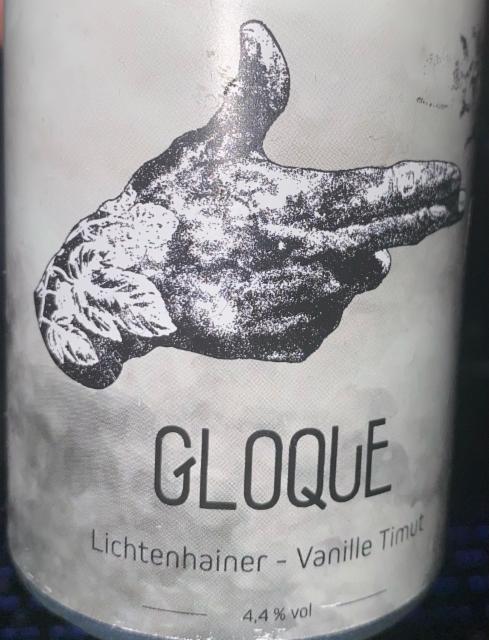 GLOQUE
Lichtenhainer - Vanille Timut
4,4 % vol